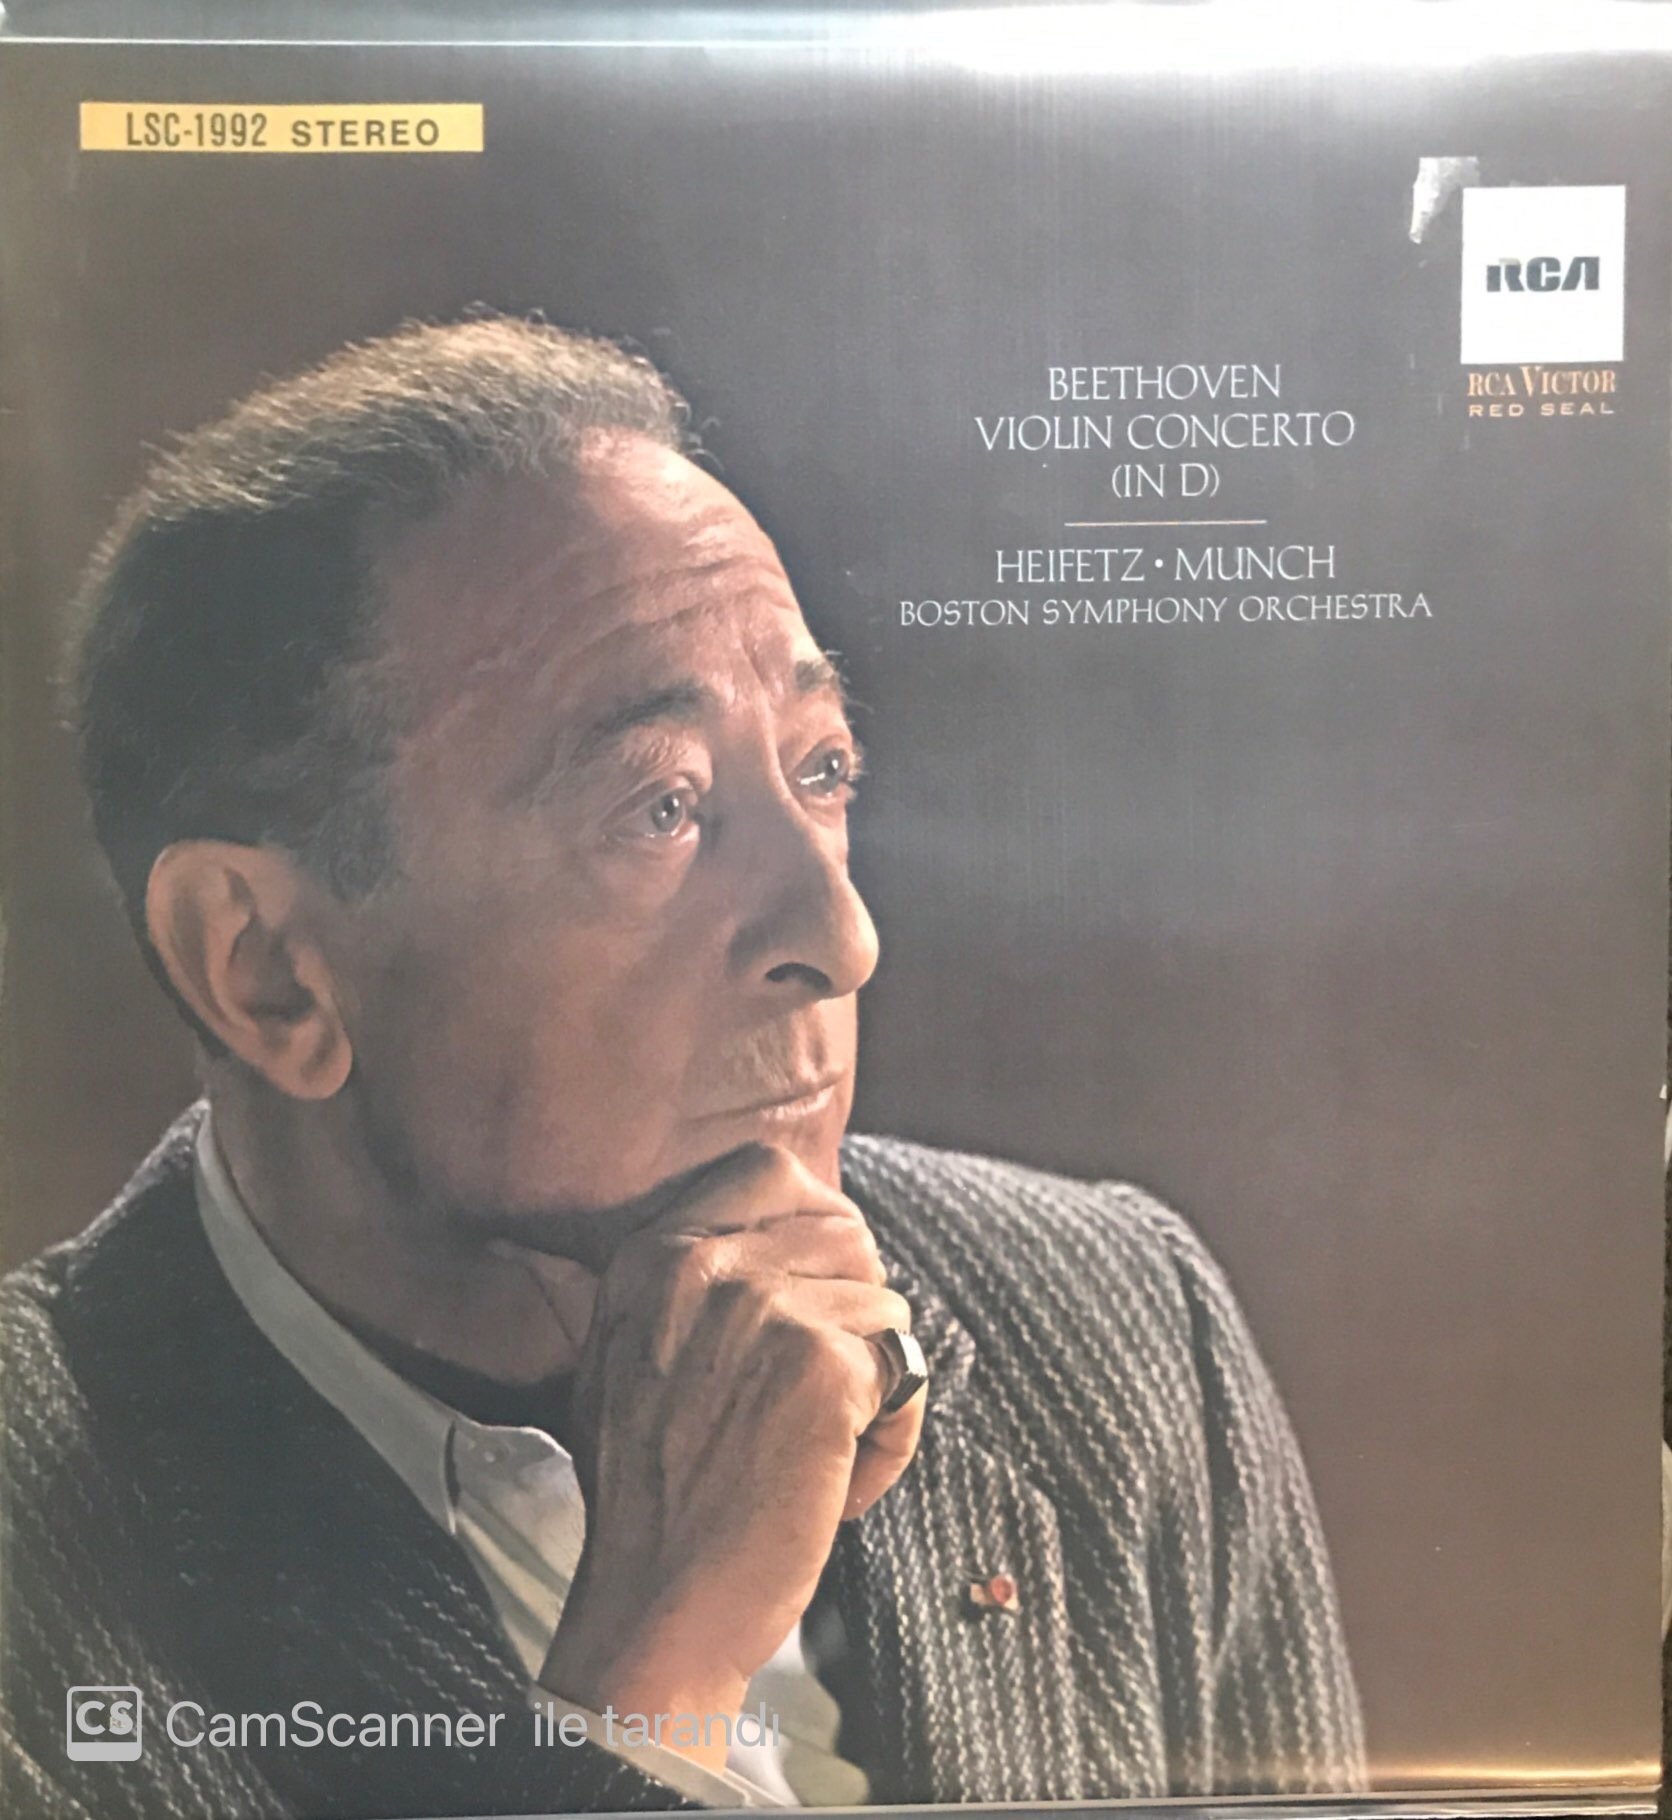 LSC-1992 STEREO
RCA
RCA VICTOR
RED SEAL
BEETHOVEN
VIOLIN CONCERTO
(IN D)
HEIFETZ • MUNCH
BOSTON SYMPHONY ORCHESTRA
CS CamScanner ile tarandı